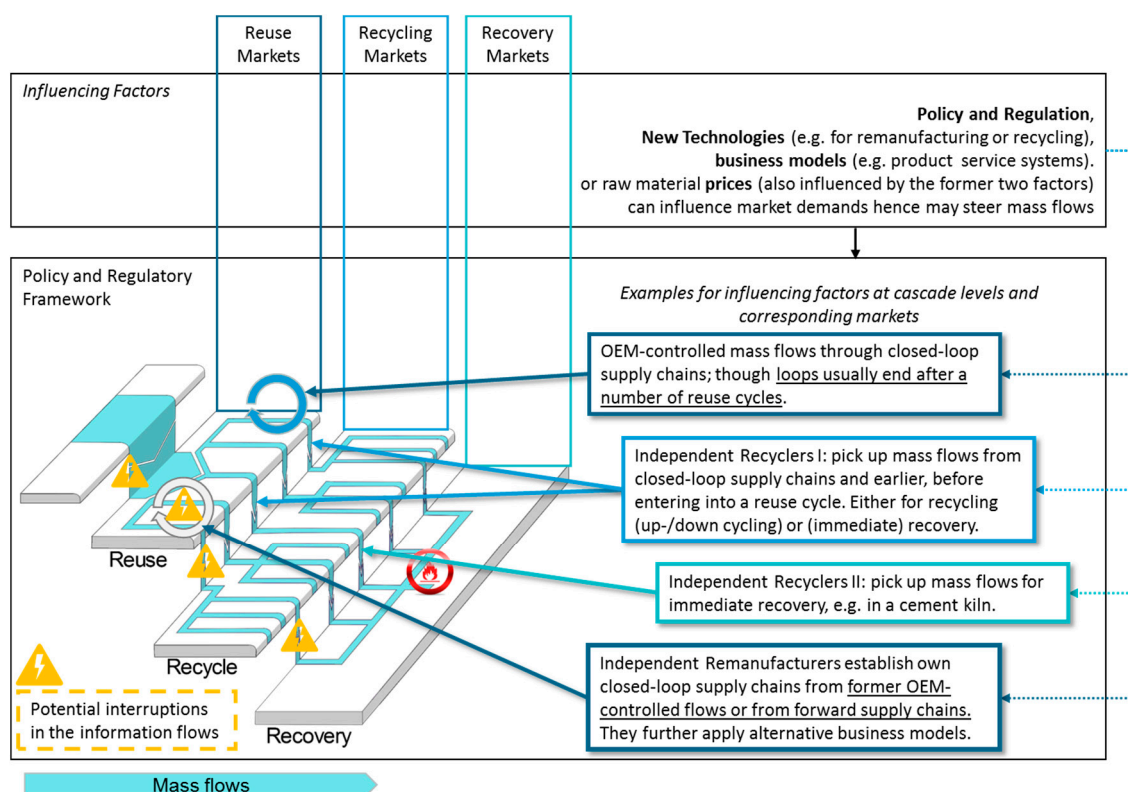 Reuse
Markets
Recycling
Markets
Recovery
Markets
Influencing Factors
Policy and Regulation,
New Technologies (e.g. for remanufacturing or recycling),
business models (e.g. product service systems).
or raw material prices (also influenced by the former two factors)
can influence market demands hence may steer mass flows
Policy and Regulatory
Framework
Examples for influencing factors at cascade levels and
corresponding markets
OEM-controlled mass flows through closed-loop
supply chains; though loops usually end after a
number of reuse cycles.
Independent Recyclers I: pick up mass flows from
closed-loop supply chains and earlier, before
entering into a reuse cycle. Either for recycling
(up-/down cycling) or (immediate) recovery.
Independent Recyclers II: pick up mass flows for
immediate recovery, e.g. in a cement kiln.
Independent Remanufacturers establish own
closed-loop supply chains from former OEM-
controlled flows or from forward supply chains.
They further apply alternative business models.
Reuse
Recycle
Recovery
Potential interruptions
in the information flows
Mass flows